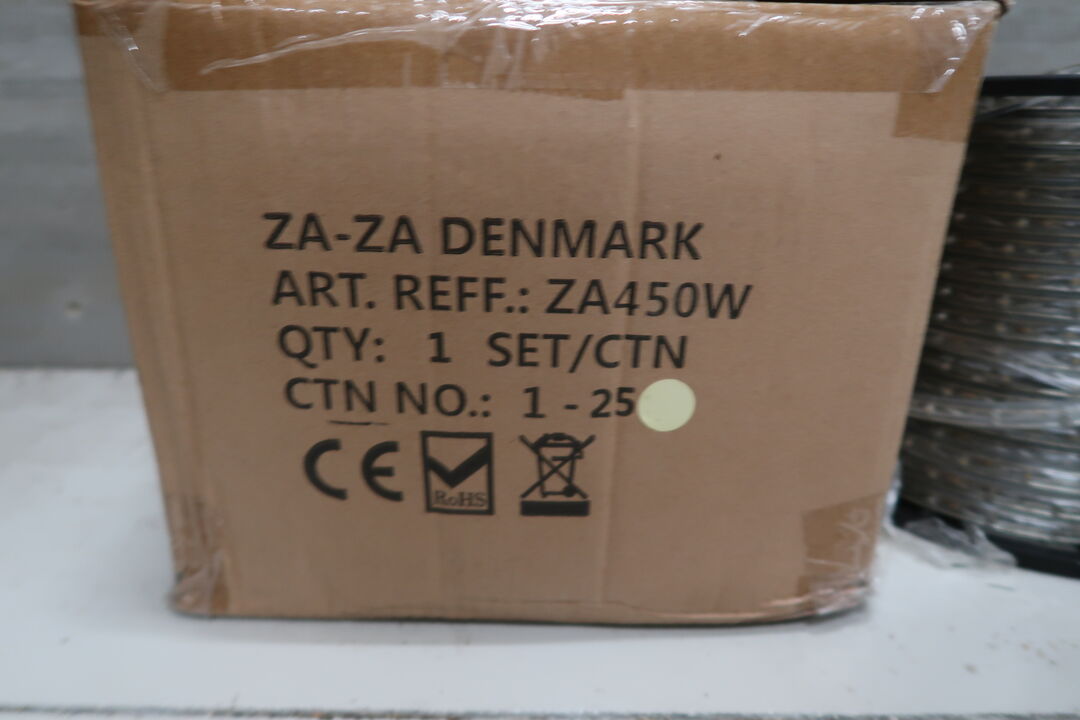 ZA-ZA DENMARK
ART. REFF.: ZA450W
QTY: 1 SET/CTN
CTN NO.: 1 - 25
CE RoHS